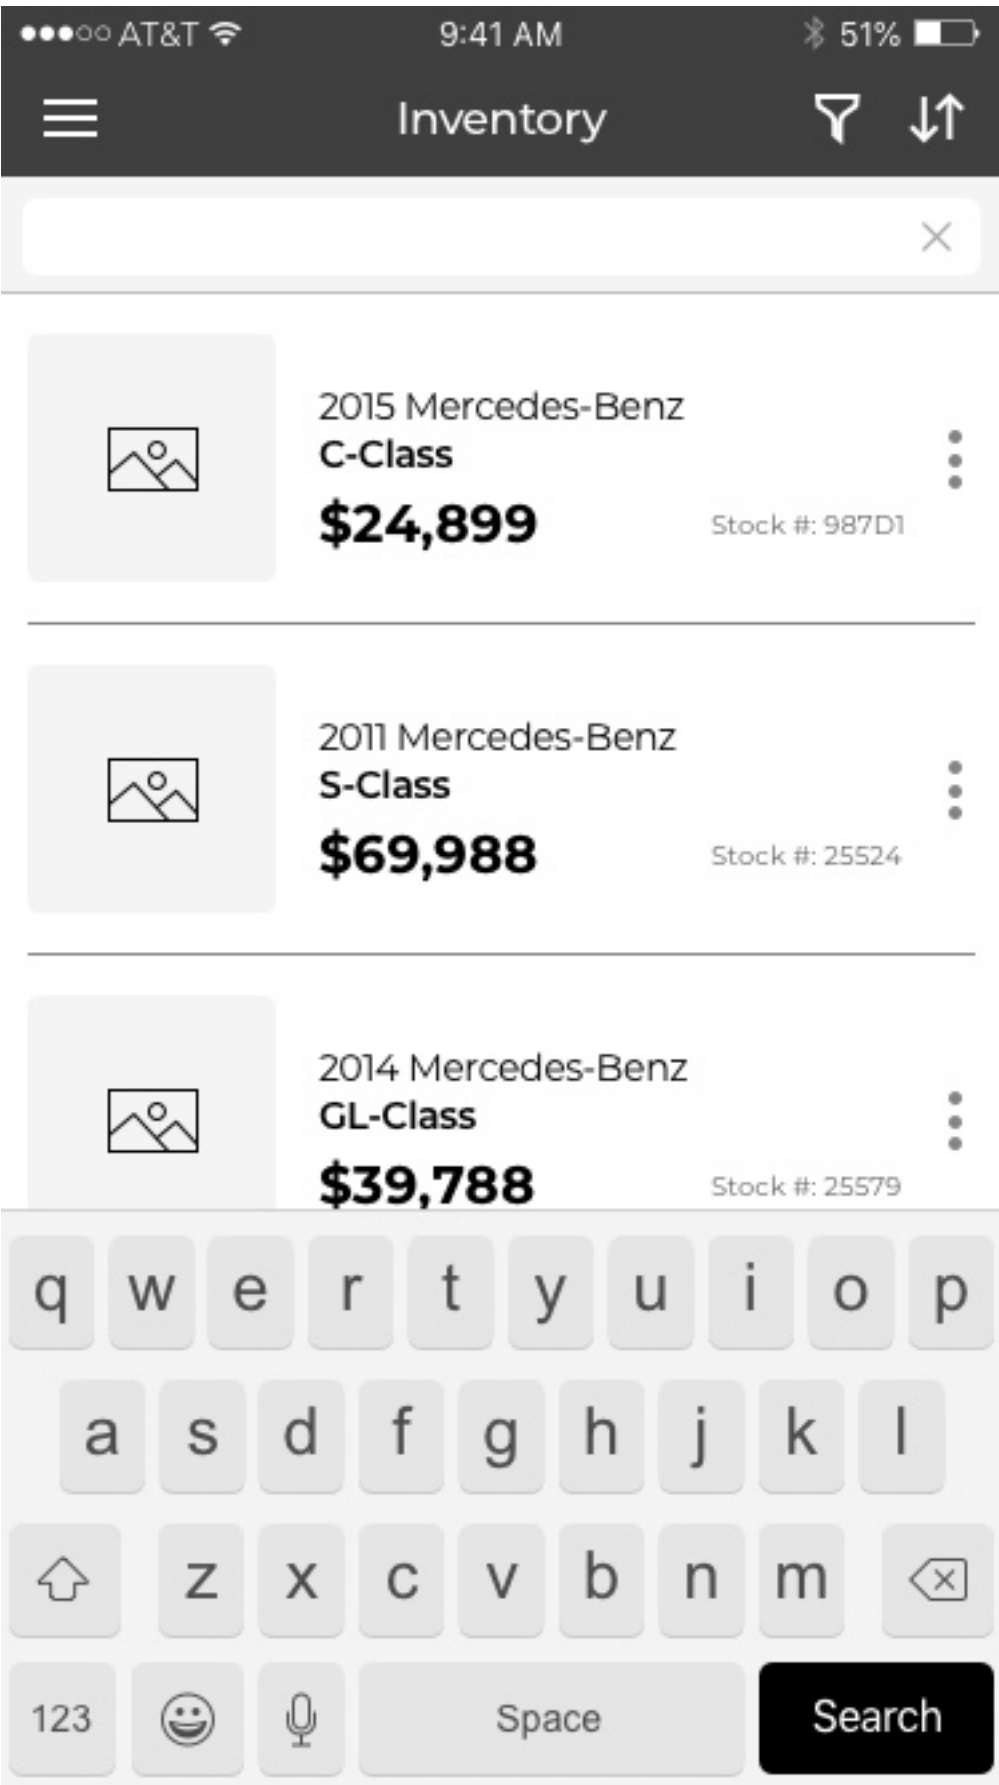 AT&T 9:41 AM 51%
Inventory
2015 Mercedes-Benz
C-Class
$24,899 Stock #: 987D1
2011 Mercedes-Benz
S-Class
$69,988 Stock #: 25524
2014 Mercedes-Benz
GL-Class
$39,788 Stock #: 25579
q w e r t y u i o p
a s d f g h j k l
z x c v b n m
123 Space Search